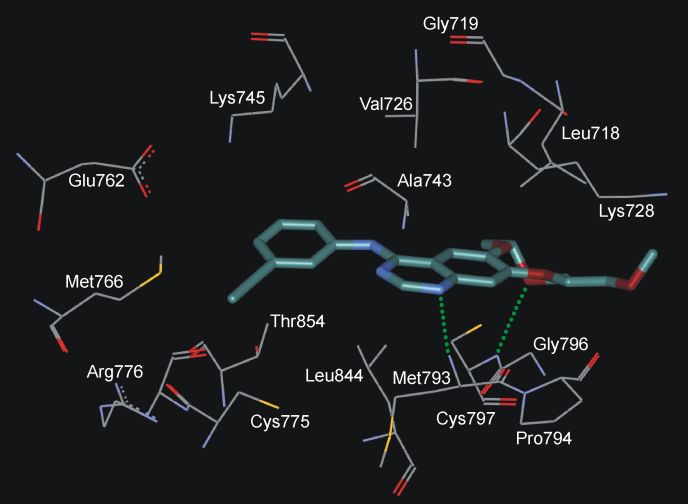 Gly719
Lys745
Val726
Leu718
Glu762
Ala743
Lys728
Met766
Thr854
Gly796
Arg776
Leu844
Met793
Cys775
Cys797
Pro794